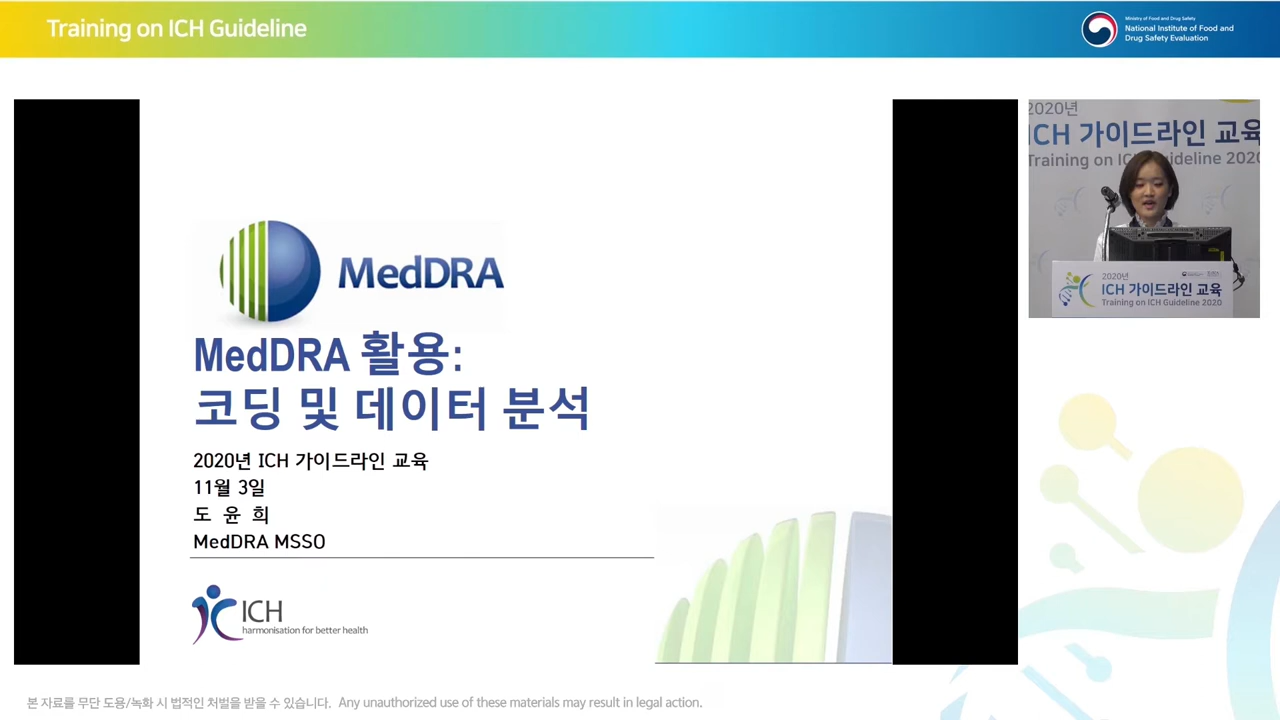 Training on ICH Guideline
Ministry of Food and Drug Safety
National Institute of Food and
Drug Safety Evaluation
MedDRA
MedDRA 활용:
코딩 및 데이터 분석
2020년 ICH 가이드라인 교육
11월 3일
도 윤 희
MedDRA MSSO
ICH
harmonisation for better health
2020년
ICH 가이드라인 교육
Training on ICH Guideline 2020
2020년
ICH 가이드라인 교육
Training on ICH Guideline 2020
본 자료를 무단 도용/녹화 시 법적인 처벌을 받을 수 있습니다. Any unauthorized use of these materials may result in legal action.